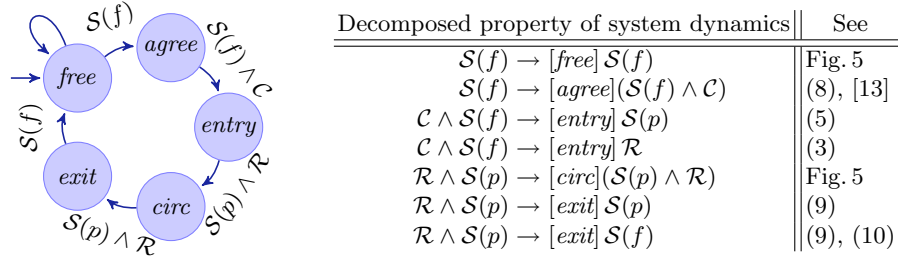 S(f)
agree
S(f) ∧ C
free
entry
S(f)
exit
S(p) ∧ R
circ
S(p) ∧ R
Decomposed property of system dynamics See
S(f) → [free] S(f) Fig. 5
S(f) → [agree](S(f) ∧ C) (8), [13]
C ∧ S(f) → [entry] S(p) (5)
C ∧ S(f) → [entry] R (3)
R ∧ S(p) → [circ](S(p) ∧ R) Fig. 5
R ∧ S(p) → [exit] S(p) (9)
R ∧ S(p) → [exit] S(f) (9), (10)